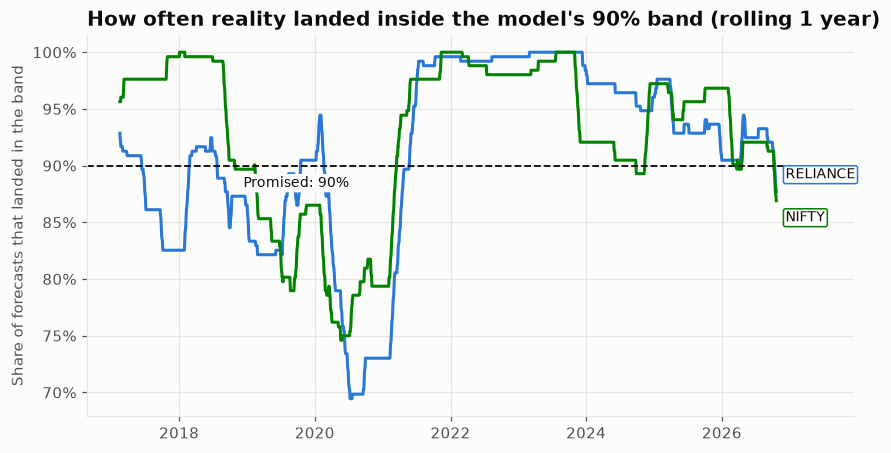 How often reality landed inside the model's 90% band (rolling 1 year)
Share of forecasts that landed in the band
100%
95%
90%
85%
80%
75%
70%
Promised: 90%
RELIANCE
NIFTY
2018
2020
2022
2024
2026